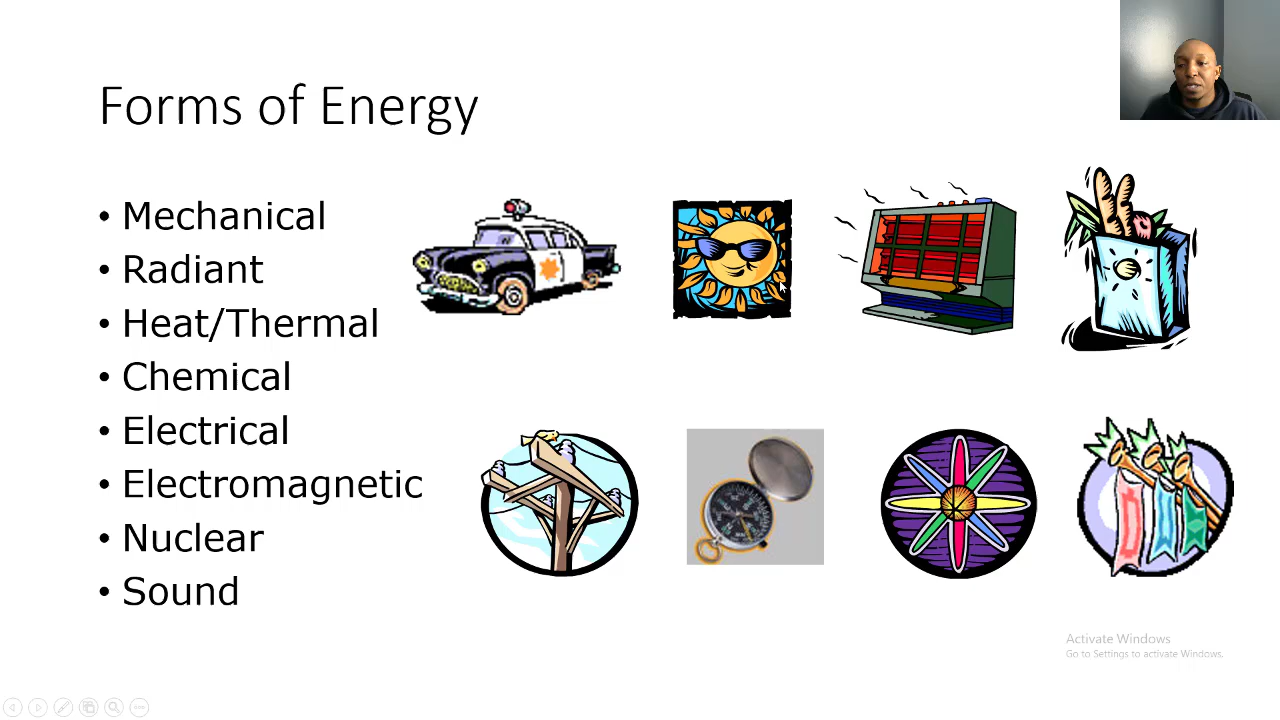 Forms of Energy
• Mechanical
• Radiant
• Heat/Thermal
• Chemical
• Electrical
• Electromagnetic
• Nuclear
• Sound
Activate Windows
Go to Settings to activate Windows.